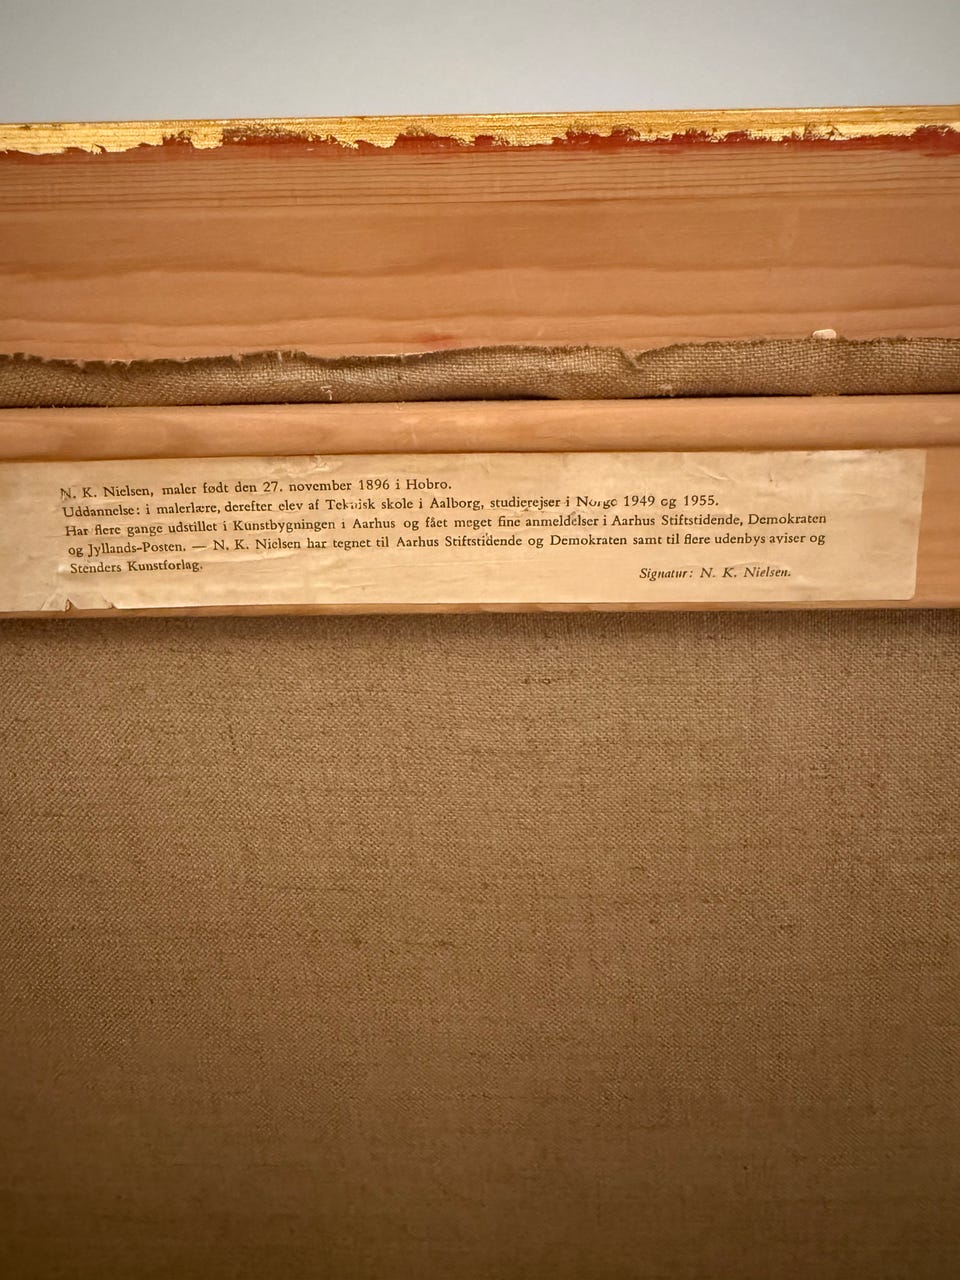 N. K. Nielsen, maler født den 27. november 1896 i Hobro.
Uddannelse: i malerlære, derefter elev af Teknisk skole i Aalborg, studierejser i Norge 1949 og 1955.
Har flere gange udstillet i Kunstbygningen i Aarhus og fået meget fine anmeldelser i Aarhus Stiftstidende, Demokraten
og Jyllands-Posten. — N. K. Nielsen har tegnet til Aarhus Stiftstidende og Demokraten samt til flere udenbys aviser og
Stenders Kunstforlag.
Signatur: N. K. Nielsen.